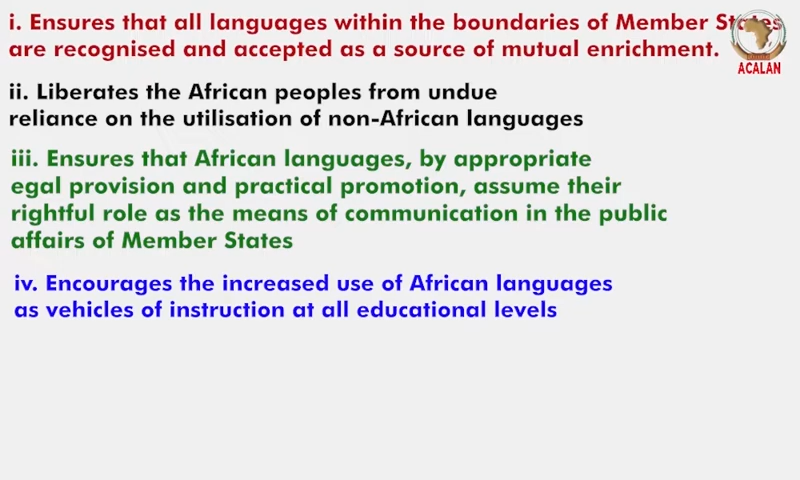 i. Ensures that all languages within the boundaries of Member States
are recognised and accepted as a source of mutual enrichment.
ACALAN
ii. Liberates the African peoples from undue
reliance on the utilisation of non-African languages
iii. Ensures that African languages, by appropriate
egal provision and practical promotion, assume their
rightful role as the means of communication in the public
affairs of Member States
iv. Encourages the increased use of African languages
as vehicles of instruction at all educational levels